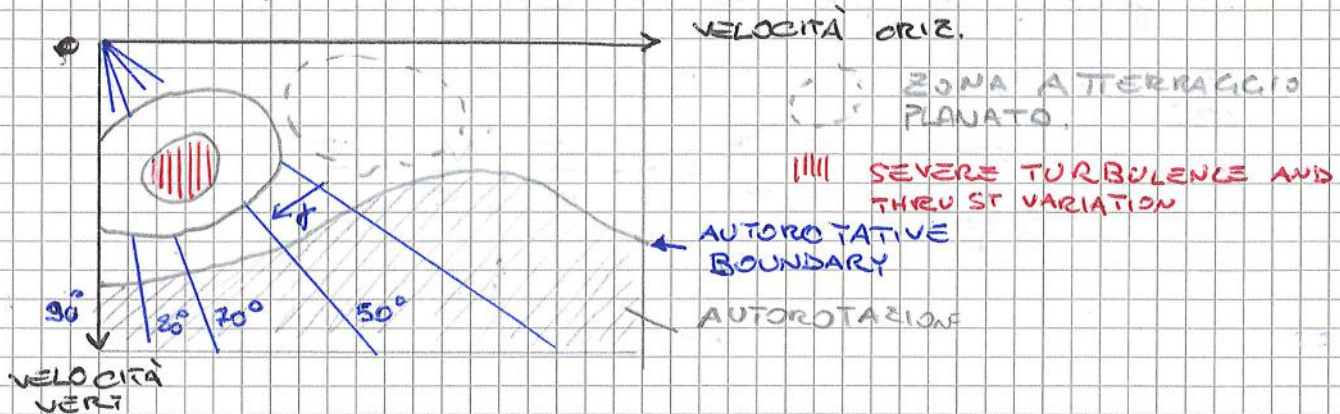 VELOCITÀ ORIZ.
ZONA ATTERRAGGIO
PLANATO.
SEVERE TURBULENCE AND
THRUST VARIATION
AUTOROTATIVE
BOUNDARY
γ
90° 80° 70° 50°
AUTOROTAZIONE
VELOCITÀ
VERT